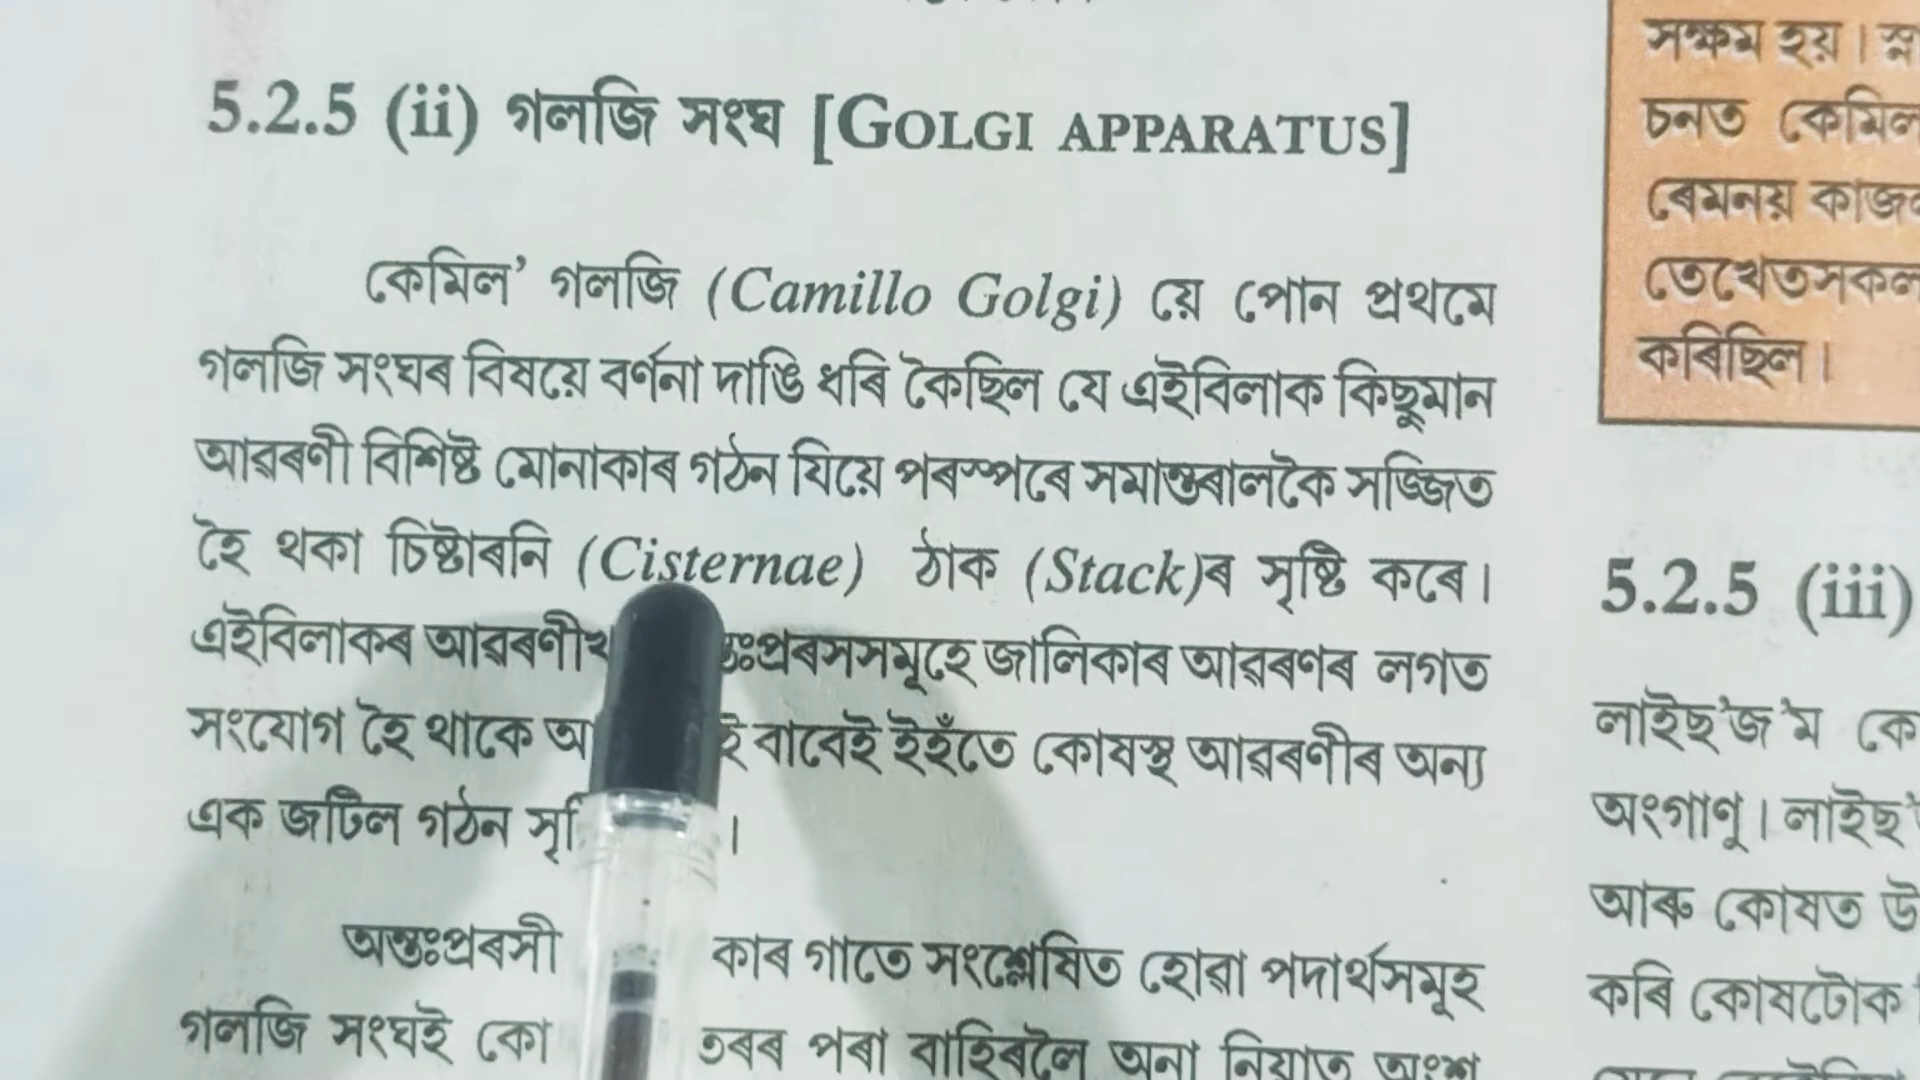 5.2.5 (ii) গলজি সংঘ [GOLGI APPARATUS]
কেমিল’ গলজি (Camillo Golgi) য়ে পোন প্ৰথমে
গলজি সংঘৰ বিষয়ে বৰ্ণনা দাঙি ধৰি কৈছিল যে এইবিলাক কিছুমান
আৱৰণী বিশিষ্ট মোনাকাৰ গঠন যিয়ে পৰস্পৰে সমান্তৰালকৈ সজ্জিত
হৈ থকা চিষ্টাৰনি (Cisternae) ঠাক (Stack)ৰ সৃষ্টি কৰে।
এইবিলাকৰ জালিকাৰ আৱৰণৰ লগত
সংযোগ হৈ থাকে বাবেই ইহঁতে কোষস্থ আৱৰণীৰ অন্য
এক জটিল গঠন ।
অন্তঃপ্ৰৰসী কাৰ গাতে সংশ্লেষিত হোৱা পদাৰ্থসমূহ
গলজি সংঘই পৰা বাহিৰলৈ
সক্ষম হয়।
চনত কেমিল
ৰেমনয় কাজল
তেখেতসকল
কৰিছিল।
5.2.5 (iii)
লাইছ’জ’ম কে
অংগাণু। লাইছ’
আৰু কোষত উ
কৰি কোষটোক